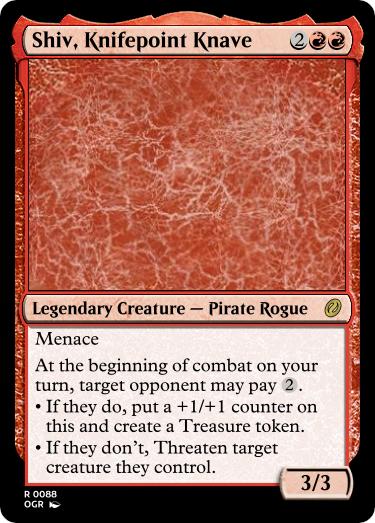 Shiv, Knifepoint Knave 2
Legendary Creature — Pirate Rogue
Menace
At the beginning of combat on your
turn, target opponent may pay 2.
• If they do, put a +1/+1 counter on
this and create a Treasure token.
• If they don't, Threaten target
creature they control.
3/3
R 0088
OGR